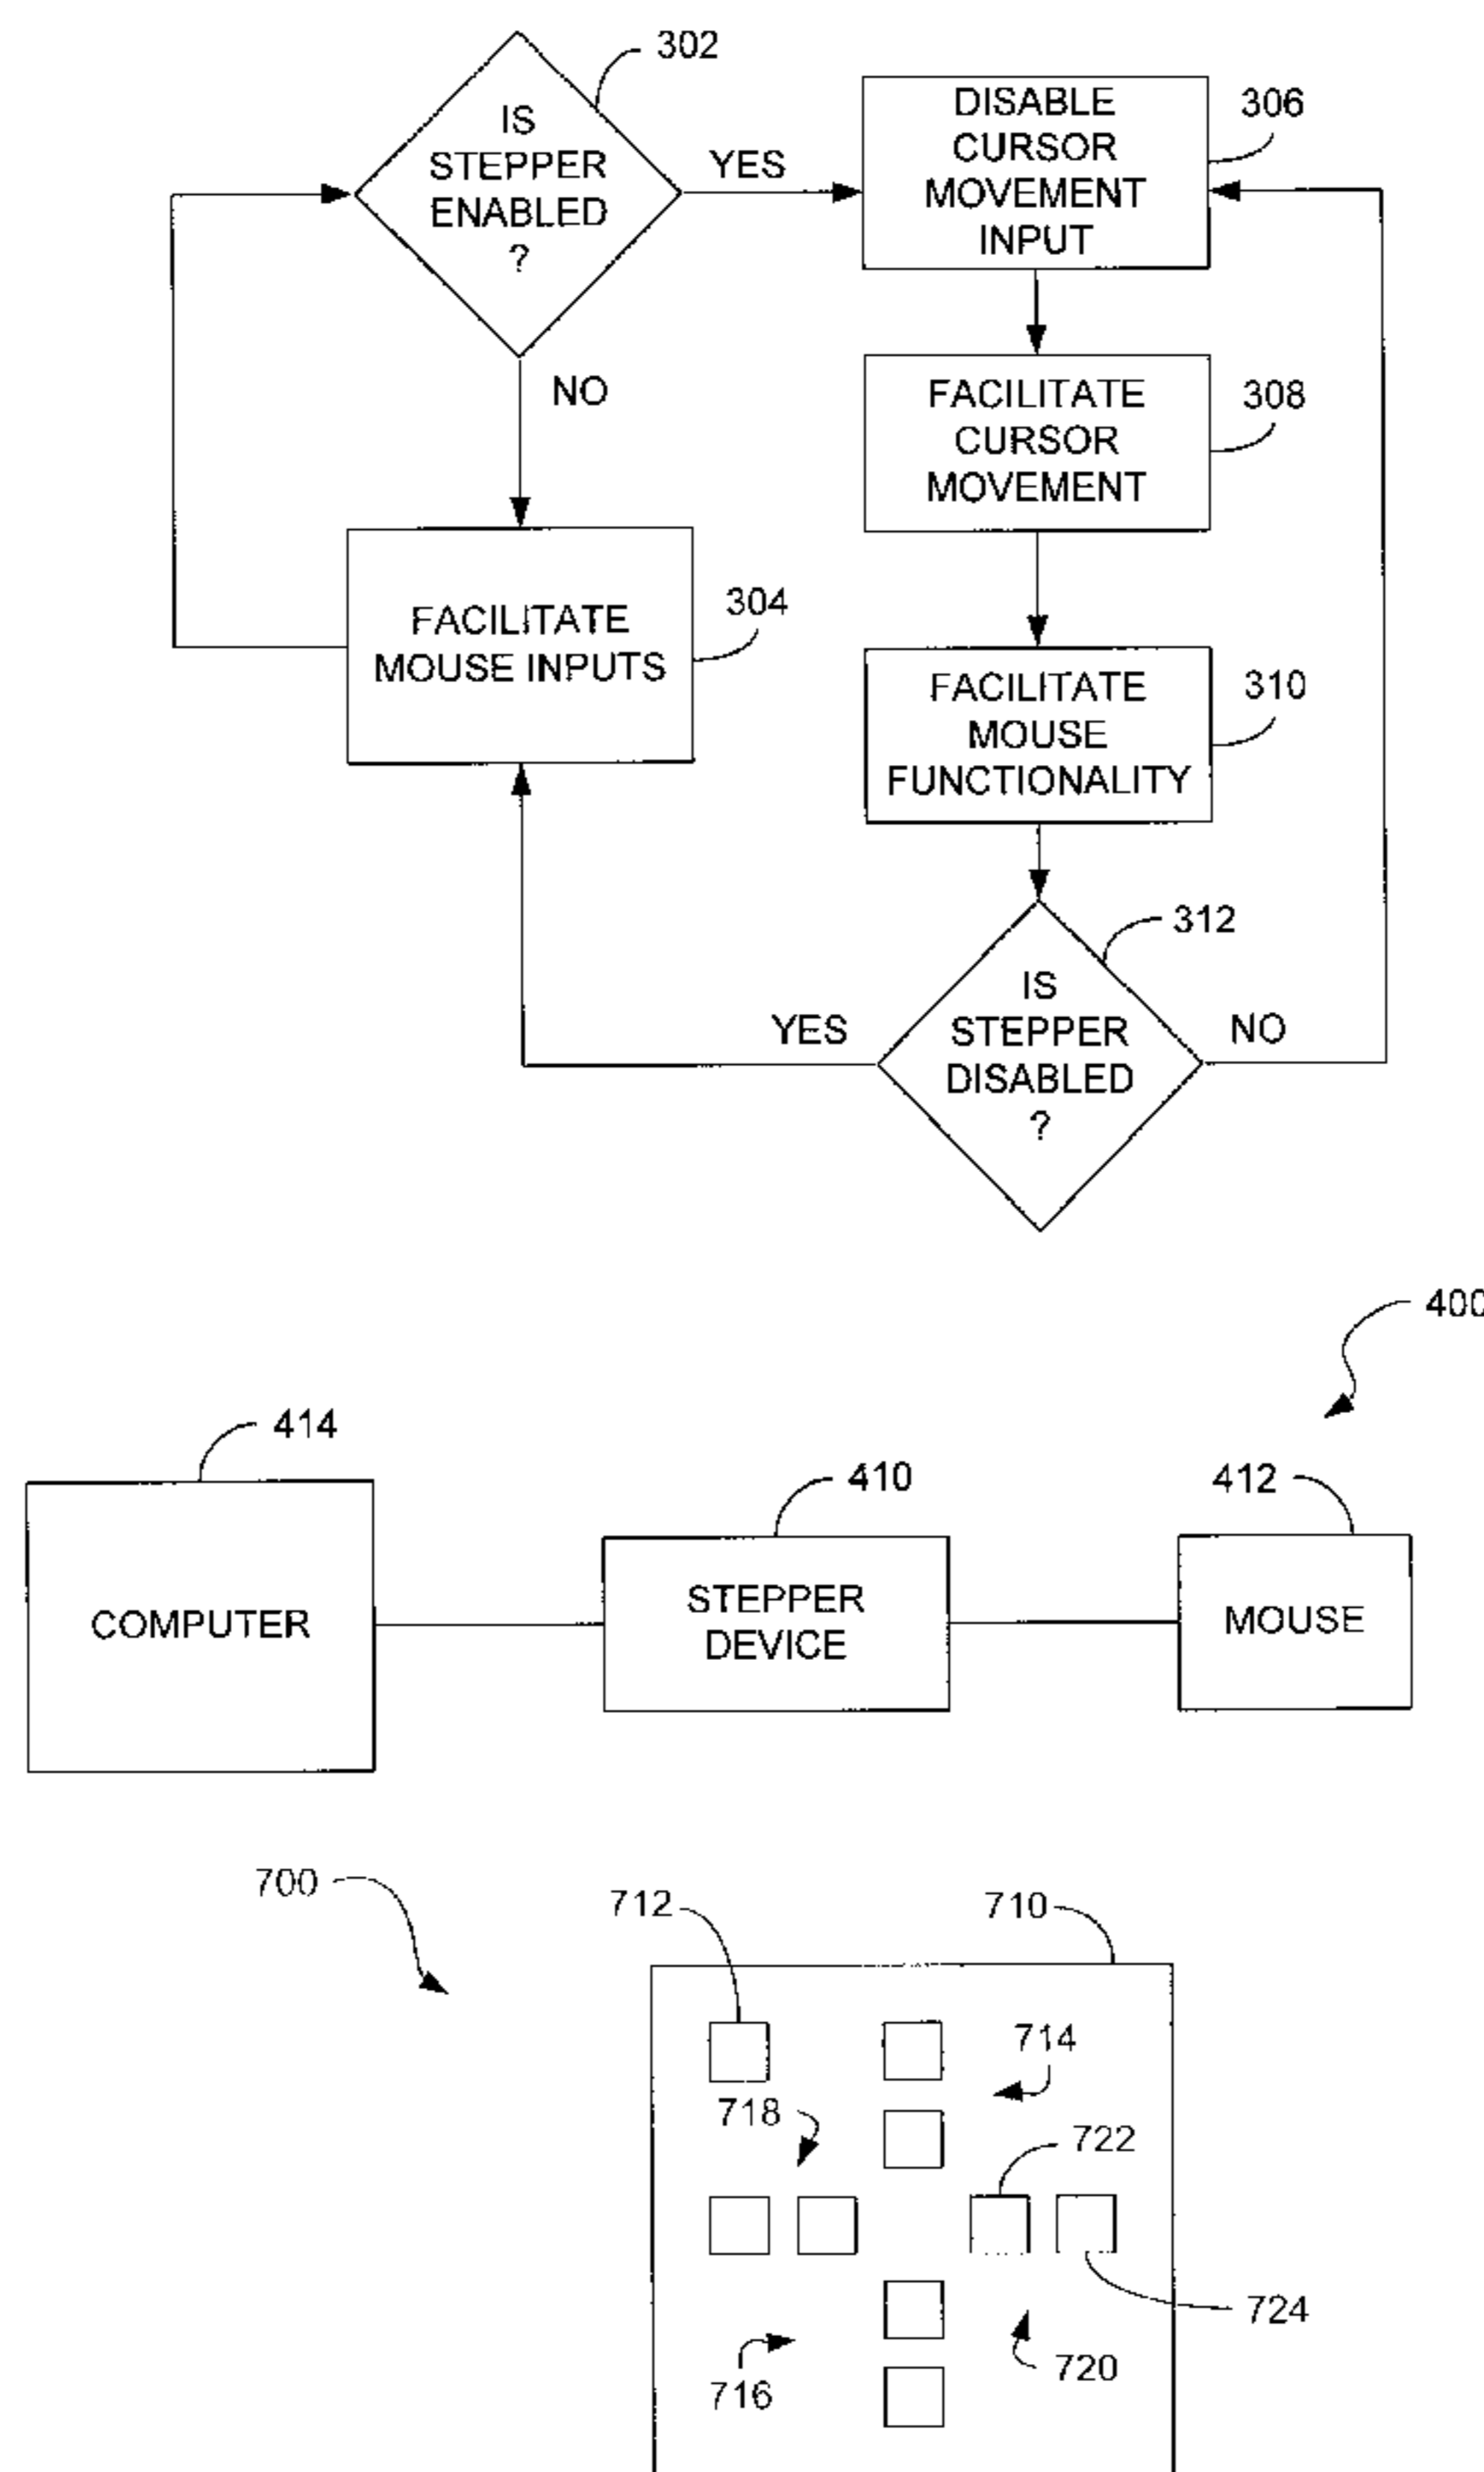 302
IS
STEPPER
ENABLED
?
YES
NO
DISABLE
CURSOR
MOVEMENT
INPUT
306
FACILITATE
CURSOR
MOVEMENT
308
FACILITATE
MOUSE INPUTS
304
FACILITATE
MOUSE
FUNCTIONALITY
310
312
IS
STEPPER
DISABLED
?
YES
NO
400
414
410
412
COMPUTER
STEPPER
DEVICE
MOUSE
700
712
710
714
718
722
724
716
720